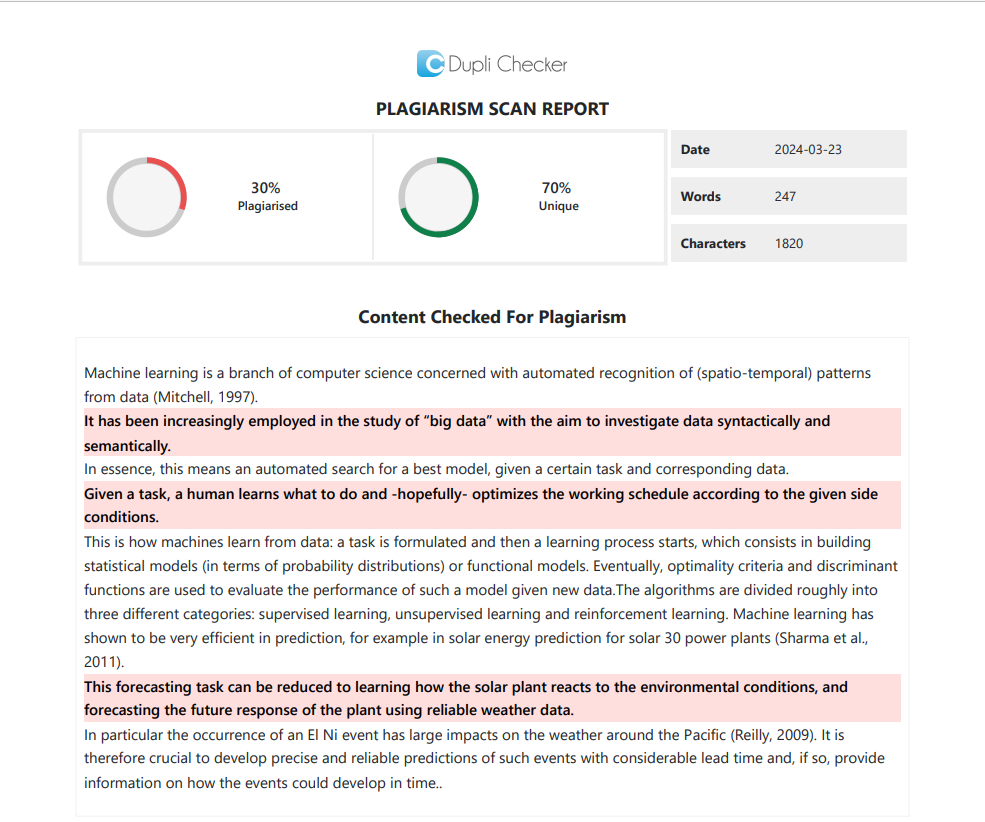 Dupli Checker
PLAGIARISM SCAN REPORT
30%
Plagiarised
70%
Unique
Date 2024-03-23
Words 247
Characters 1820
Content Checked For Plagiarism
Machine learning is a branch of computer science concerned with automated recognition of (spatio-temporal) patterns
from data (Mitchell, 1997).
It has been increasingly employed in the study of “big data” with the aim to investigate data syntactically and
semantically.
In essence, this means an automated search for a best model, given a certain task and corresponding data.
Given a task, a human learns what to do and -hopefully- optimizes the working schedule according to the given side
conditions.
This is how machines learn from data: a task is formulated and then a learning process starts, which consists in building
statistical models (in terms of probability distributions) or functional models. Eventually, optimality criteria and discriminant
functions are used to evaluate the performance of such a model given new data.The algorithms are divided roughly into
three different categories: supervised learning, unsupervised learning and reinforcement learning. Machine learning has
shown to be very efficient in prediction, for example in solar energy prediction for solar 30 power plants (Sharma et al.,
2011).
This forecasting task can be reduced to learning how the solar plant reacts to the environmental conditions, and
forecasting the future response of the plant using reliable weather data.
In particular the occurrence of an El Ni event has large impacts on the weather around the Pacific (Reilly, 2009). It is
therefore crucial to develop precise and reliable predictions of such events with considerable lead time and, if so, provide
information on how the events could develop in time..